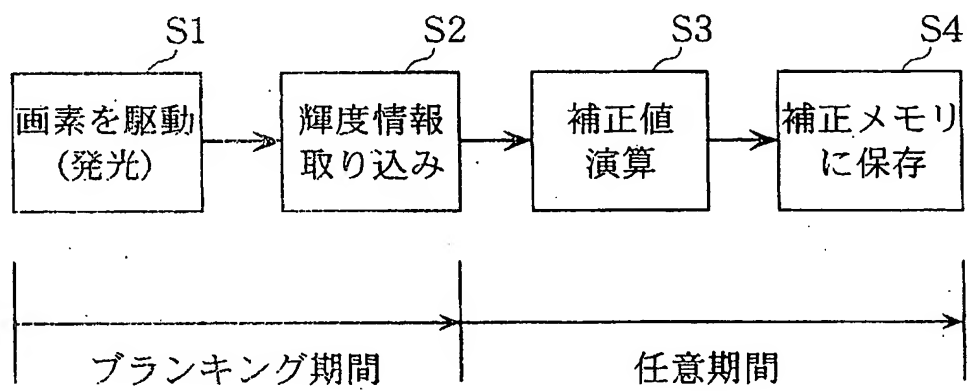 S1
S2
S3
S4
画素を駆動
(発光)
輝度情報
取り込み
補正値
演算
補正メモリ
に保存
ブランキング期間
任意期間